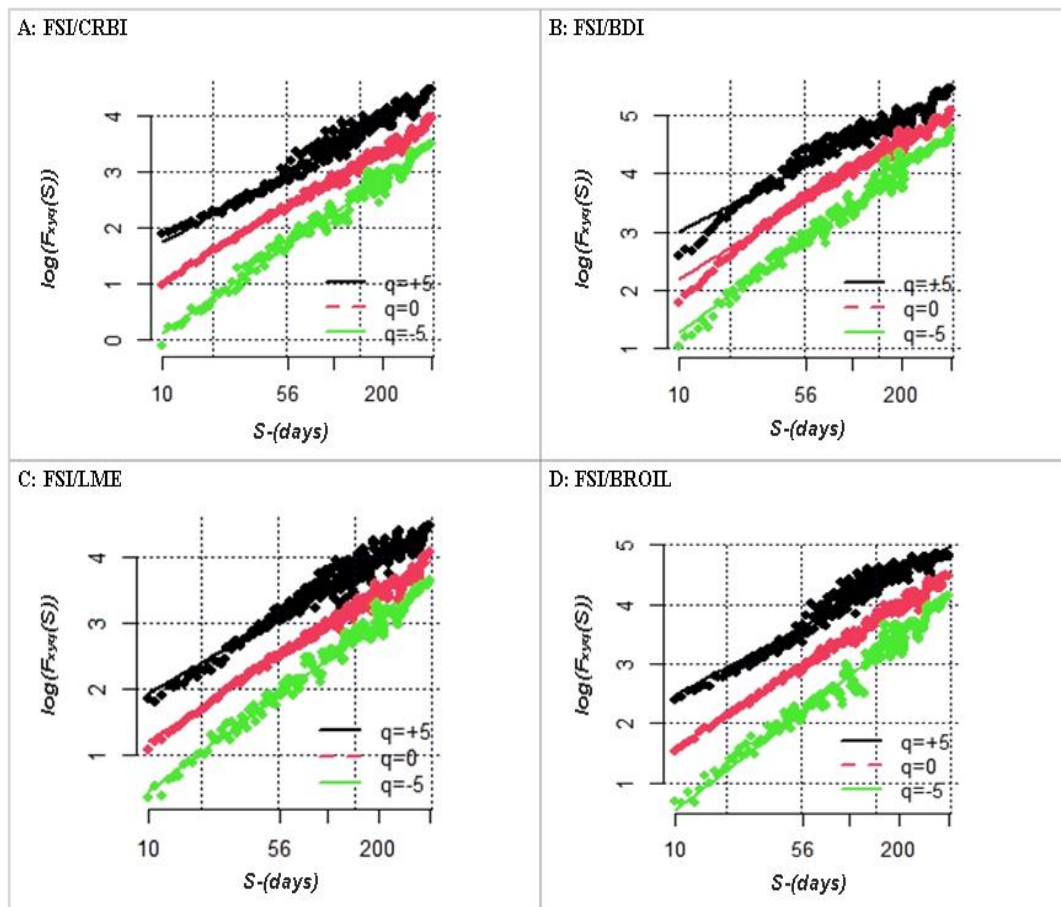 A: FSI/CRBI
log(Fxyq(S))
4
3
2
1
0
q=+5
q=0
q=-5
10 56 200
S-(days)
B: FSI/BDI
log(Fxyq(S))
5
4
3
2
1
q=+5
q=0
q=-5
10 56 200
S-(days)
C: FSI/LME
log(Fxyq(S))
4
3
2
1
q=+5
q=0
q=-5
10 56 200
S-(days)
D: FSI/BROIL
log(Fxyq(S))
5
4
3
2
1
q=+5
q=0
q=-5
10 56 200
S-(days)